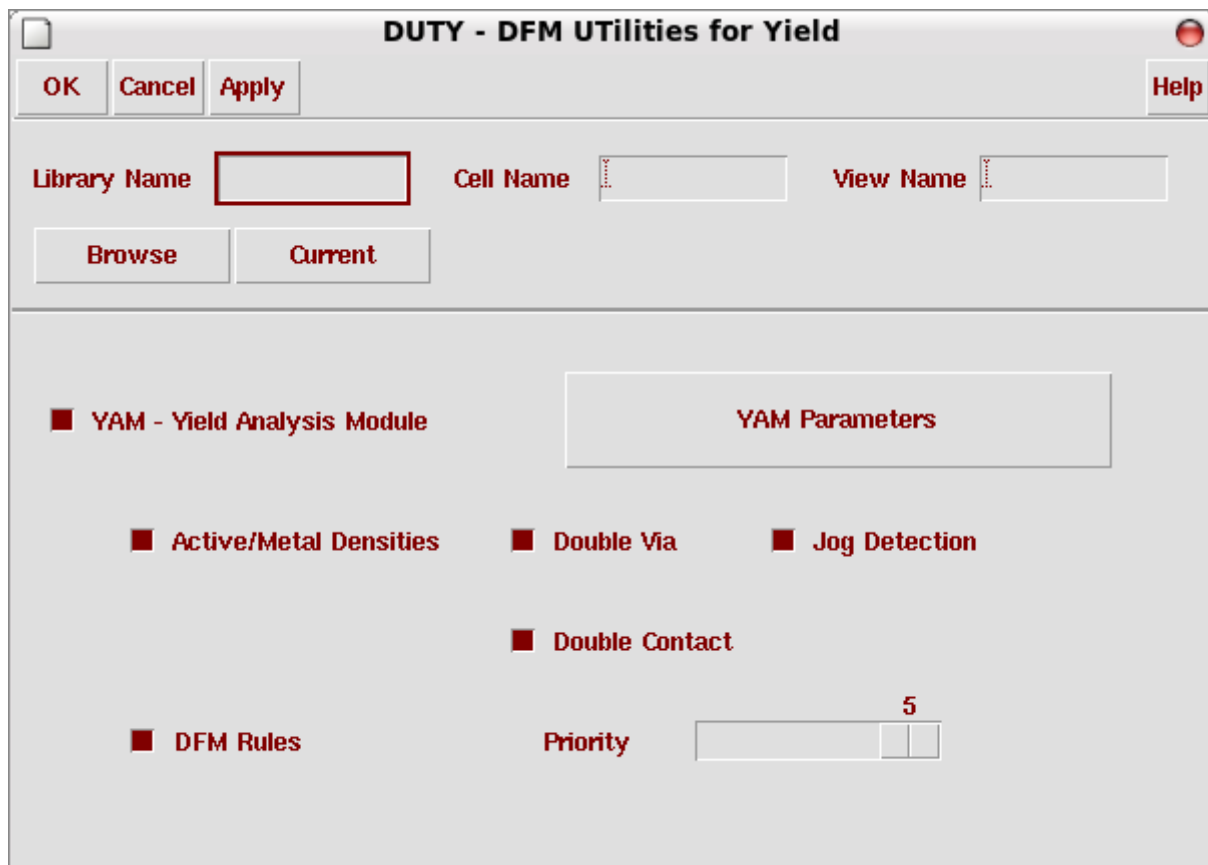 DUTY - DFM UTilities for Yield
OK Cancel Apply Help
Library Name Cell Name View Name
Browse Current
YAM - Yield Analysis Module YAM Parameters
Active/Metal Densities Double Via Jog Detection
Double Contact
5
DFM Rules Priority